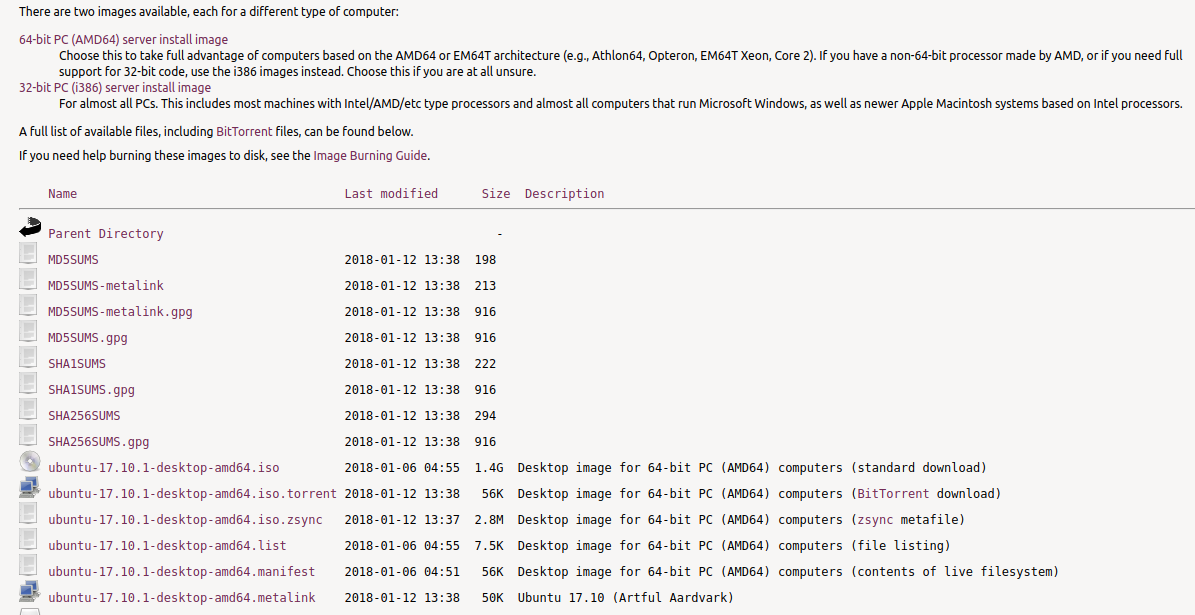 There are two images available, each for a different type of computer:
64-bit PC (AMD64) server install image
Choose this to take full advantage of computers based on the AMD64 or EM64T architecture (e.g., Athlon64, Opteron, EM64T Xeon, Core 2). If you have a non-64-bit processor made by AMD, or if you need full
support for 32-bit code, use the i386 images instead. Choose this if you are at all unsure.
32-bit PC (i386) server install image
For almost all PCs. This includes most machines with Intel/AMD/etc type processors and almost all computers that run Microsoft Windows, as well as newer Apple Macintosh systems based on Intel processors.
A full list of available files, including BitTorrent files, can be found below.
If you need help burning these images to disk, see the Image Burning Guide.
Name Last modified Size Description
Parent Directory -
MD5SUMS 2018-01-12 13:38 198
MD5SUMS-metalink 2018-01-12 13:38 213
MD5SUMS-metalink.gpg 2018-01-12 13:38 916
MD5SUMS.gpg 2018-01-12 13:38 916
SHA1SUMS 2018-01-12 13:38 222
SHA1SUMS.gpg 2018-01-12 13:38 916
SHA256SUMS 2018-01-12 13:38 294
SHA256SUMS.gpg 2018-01-12 13:38 916
ubuntu-17.10.1-desktop-amd64.iso 2018-01-06 04:55 1.4G Desktop image for 64-bit PC (AMD64) computers (standard download)
ubuntu-17.10.1-desktop-amd64.iso.torrent 2018-01-12 13:38 56K Desktop image for 64-bit PC (AMD64) computers (BitTorrent download)
ubuntu-17.10.1-desktop-amd64.iso.zsync 2018-01-12 13:37 2.8M Desktop image for 64-bit PC (AMD64) computers (zsync metafile)
ubuntu-17.10.1-desktop-amd64.list 2018-01-06 04:55 7.5K Desktop image for 64-bit PC (AMD64) computers (file listing)
ubuntu-17.10.1-desktop-amd64.manifest 2018-01-06 04:51 56K Desktop image for 64-bit PC (AMD64) computers (contents of live filesystem)
ubuntu-17.10.1-desktop-amd64.metalink 2018-01-12 13:38 50K Ubuntu 17.10 (Artful Aardvark)